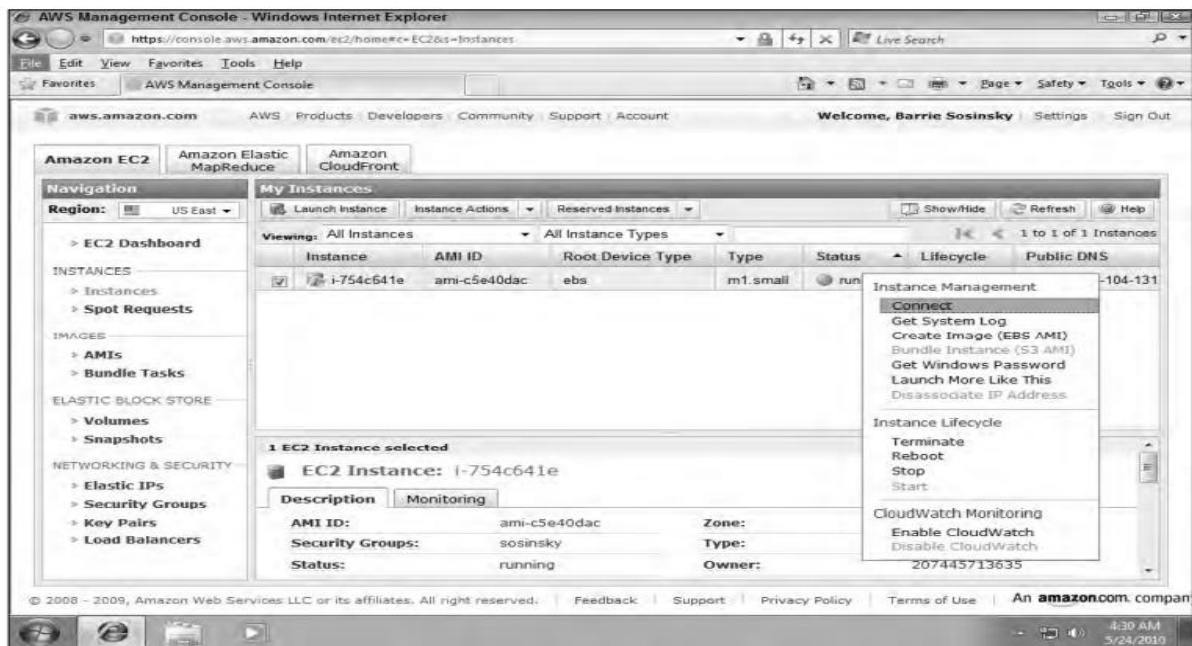 AWS Management Console - Windows Internet Explorer
https://console.aws.amazon.com/ec2/home#c=EC2&s=Instances
Live Search
File Edit View Favorites Tools Help
Favorites AWS Management Console Page Safety Tools
aws.amazon.com AWS Products Developers Community Support Account Welcome, Barrie Sosinsky Settings Sign Out
Amazon EC2 Amazon Elastic MapReduce Amazon CloudFront
Navigation
Region: US East
> EC2 Dashboard
INSTANCES
> Instances
> Spot Requests
IMAGES
> AMIs
> Bundle Tasks
ELASTIC BLOCK STORE
> Volumes
> Snapshots
NETWORKING & SECURITY
> Elastic IPs
> Security Groups
> Key Pairs
> Load Balancers
My Instances
Launch Instance Instance Actions Reserved Instances Show/Hide Refresh Help
Viewing: All Instances All Instance Types 1 to 1 of 1 Instances
Instance AMI ID Root Device Type Type Status Lifecycle Public DNS
i-754c641e ami-c5e40dac ebs m1.small run -104-131
Instance Management
Connect
Get System Log
Create Image (EBS AMI)
Bundle Instance (S3 AMI)
Get Windows Password
Launch More Like This
Disassociate IP Address
Instance Lifecycle
Terminate
Reboot
Stop
Start
CloudWatch Monitoring
Enable CloudWatch
Disable CloudWatch
1 EC2 Instance selected
EC2 Instance: i-754c641e
Description Monitoring
AMI ID: ami-c5e40dac Zone:
Security Groups: sosinsky Type:
Status: running Owner: 207445713635
© 2008 - 2009, Amazon Web Services LLC or its affiliates. All right reserved. Feedback Support Privacy Policy Terms of Use An amazon.com. compan
4:30 AM
5/24/2010